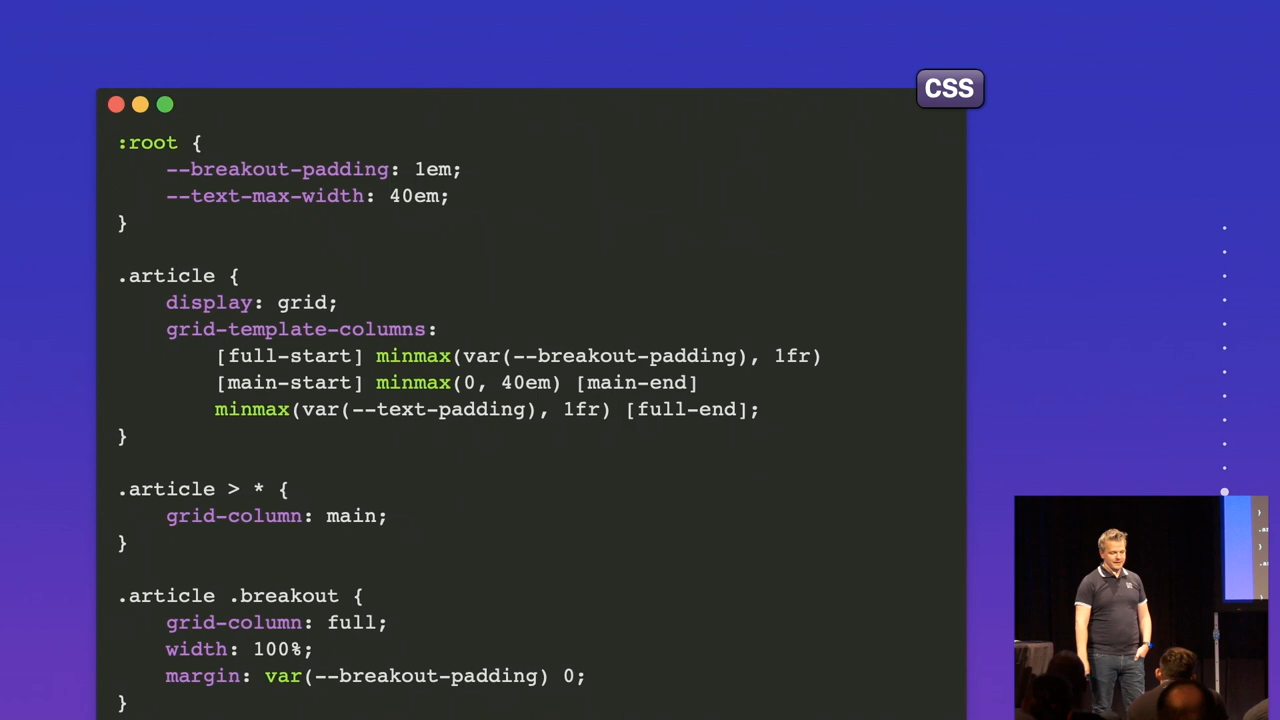 CSS
:root {
    --breakout-padding: 1em;
    --text-max-width: 40em;
}
.article {
    display: grid;
    grid-template-columns:
        [full-start] minmax(var(--breakout-padding), 1fr)
        [main-start] minmax(0, 40em) [main-end]
        minmax(var(--text-padding), 1fr) [full-end];
}
.article > * {
    grid-column: main;
}
.article .breakout {
    grid-column: full;
    width: 100%;
    margin: var(--breakout-padding) 0;
}